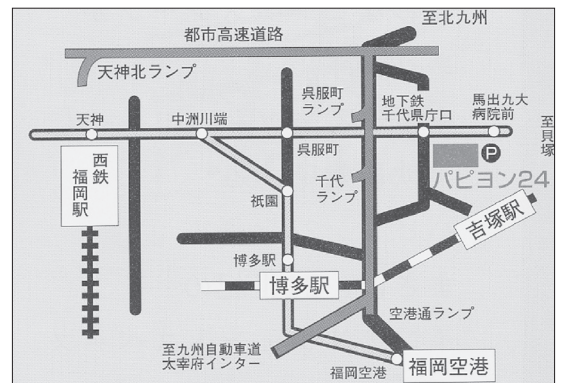 至北九州
都市高速道路
天神北ランプ
呉服町
ランプ
地下鉄
千代県庁口
馬出九大
病院前
至貝塚
天神
中洲川端
呉服町
P
パピヨン24
西鉄
福岡駅
千代
ランプ
祇園
吉塚駅
博多駅
博多駅
空港通ランプ
至九州自動車道
太宰府インター
福岡空港
福岡空港